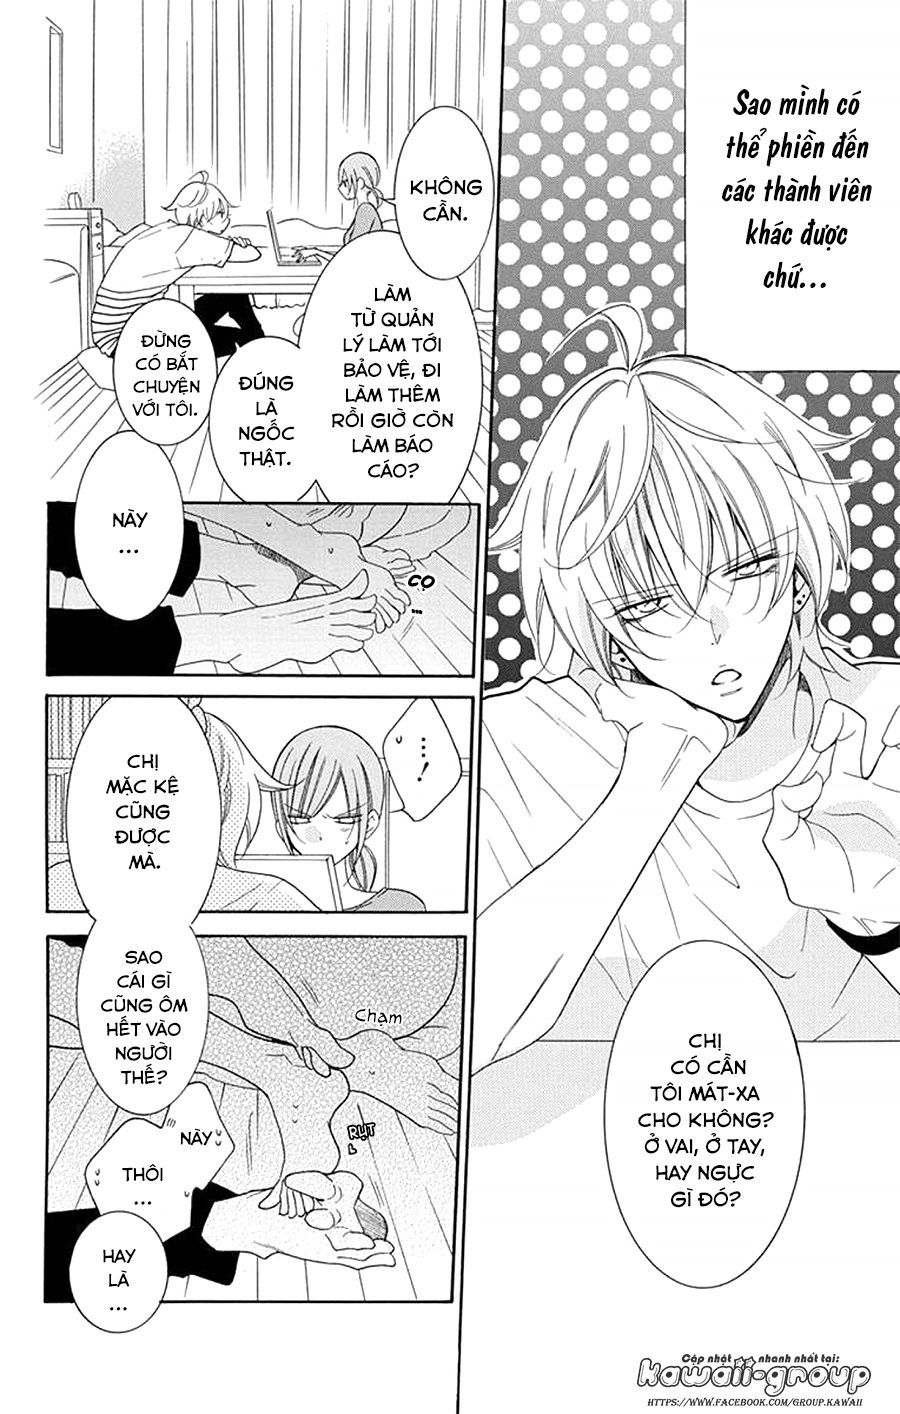 Sao mình có
thể phiền đến
các thành viên
khác được
chứ...
CHỊ
CÓ CẦN
TÔI MÁT-XA
CHO KHÔNG?
Ở VAI, Ở TAY,
HAY NGỰC
GÌ ĐÓ?
KHÔNG
CẦN.
LÀM
TỪ QUẢN
LÝ LÀM TỚI
BẢO VỆ, ĐI
LÀM THÊM
RỒI GIỜ CÒN
LÀM BÁO
CÁO?
ĐÚNG
LÀ
NGỐC
THẬT.
ĐỪNG
CÓ BẮT
CHUYỆN
VỚI TÔI.
NÀY
...
CỌ
...
...!
CHỊ
MẶC KỆ
CŨNG
ĐƯỢC
MÀ.
SAO
CÁI GÌ
CŨNG ÔM
HẾT VÀO
NGƯỜI
THẾ?
Chạm
RỤT
NÀY
THÔI
...
HAY
LÀ
...
Cập nhật nhanh nhất tại:
kawaii-group
HTTPS://WWW.FACEBOOK.COM/GROUP.KAWAII